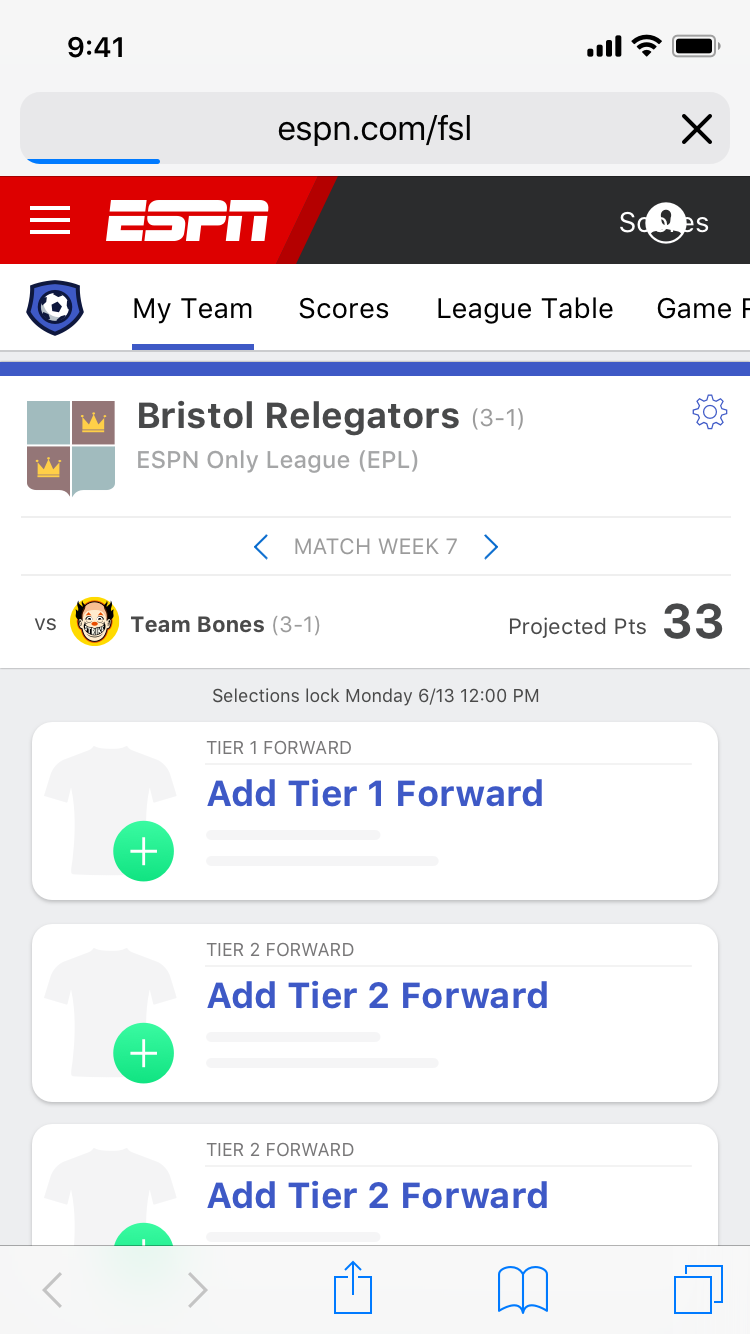 9:41
espn.com/fsl
ESPN
Scores
My Team
Scores
League Table
Game
Bristol Relegators (3-1)
ESPN Only League (EPL)
MATCH WEEK 7
vs
Team Bones (3-1)
Projected Pts 33
Selections lock Monday 6/13 12:00 PM
TIER 1 FORWARD
Add Tier 1 Forward
TIER 2 FORWARD
Add Tier 2 Forward
TIER 2 FORWARD
Add Tier 2 Forward